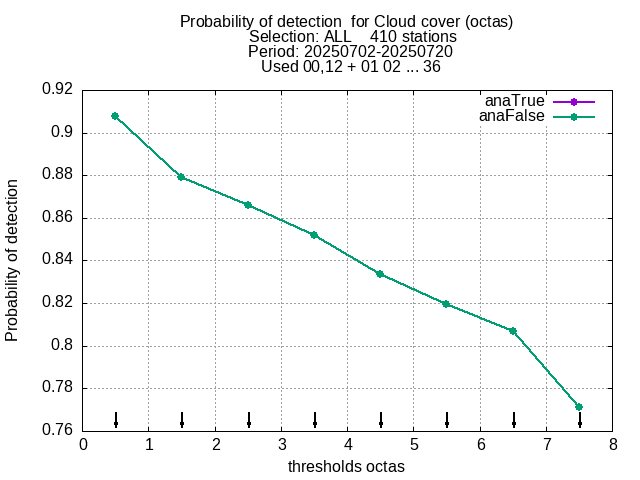 Probability of detection  for Cloud cover (octas)
Selection: ALL    410 stations
Period: 20250702-20250720
Used 00,12 + 01 02 ... 36
anaTrue
anaFalse
Probability of detection
0.92
0.9
0.88
0.86
0.84
0.82
0.8
0.78
0.76
0 1 2 3 4 5 6 7 8
thresholds octas